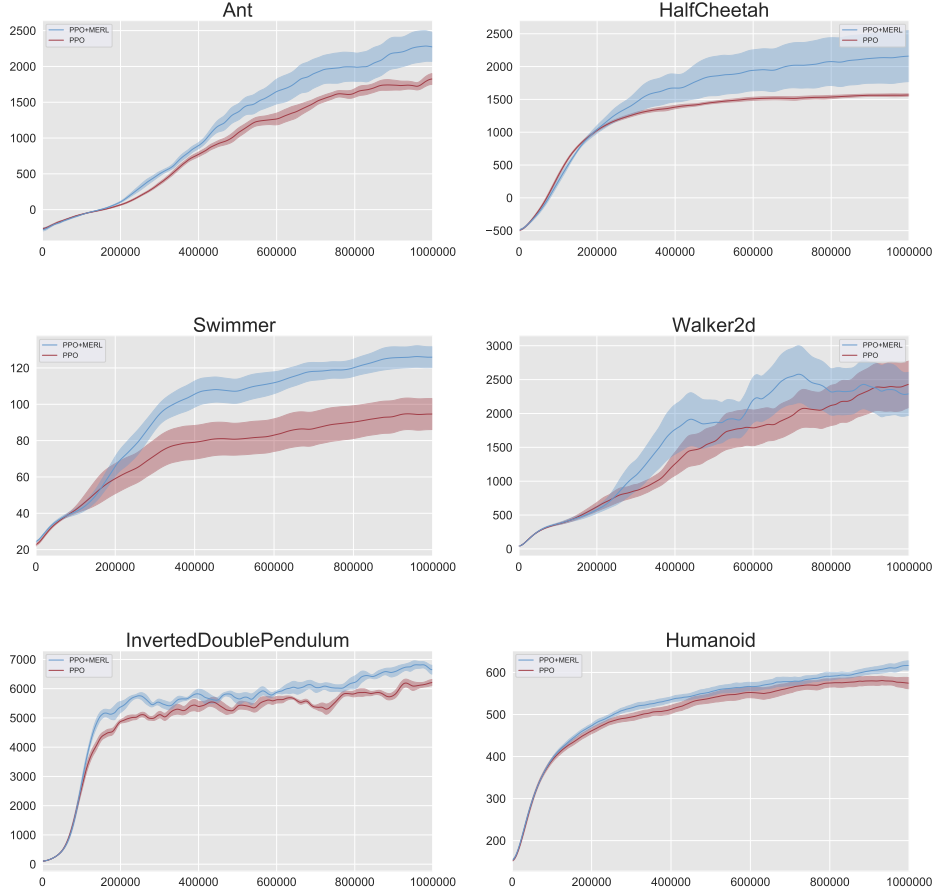 Ant
PPO+MERL
PPO
2500
2000
1500
1000
500
0
0 200000 400000 600000 800000 1000000
HalfCheetah
PPO+MERL
PPO
2500
2000
1500
1000
500
0
−500
0 200000 400000 600000 800000 1000000
Swimmer
PPO+MERL
PPO
120
100
80
60
40
20
0 200000 400000 600000 800000 1000000
Walker2d
PPO+MERL
PPO
3000
2500
2000
1500
1000
500
0
0 200000 400000 600000 800000 1000000
InvertedDoublePendulum
PPO+MERL
PPO
7000
6000
5000
4000
3000
2000
1000
0
0 200000 400000 600000 800000 1000000
Humanoid
PPO+MERL
PPO
600
500
400
300
200
0 200000 400000 600000 800000 1000000